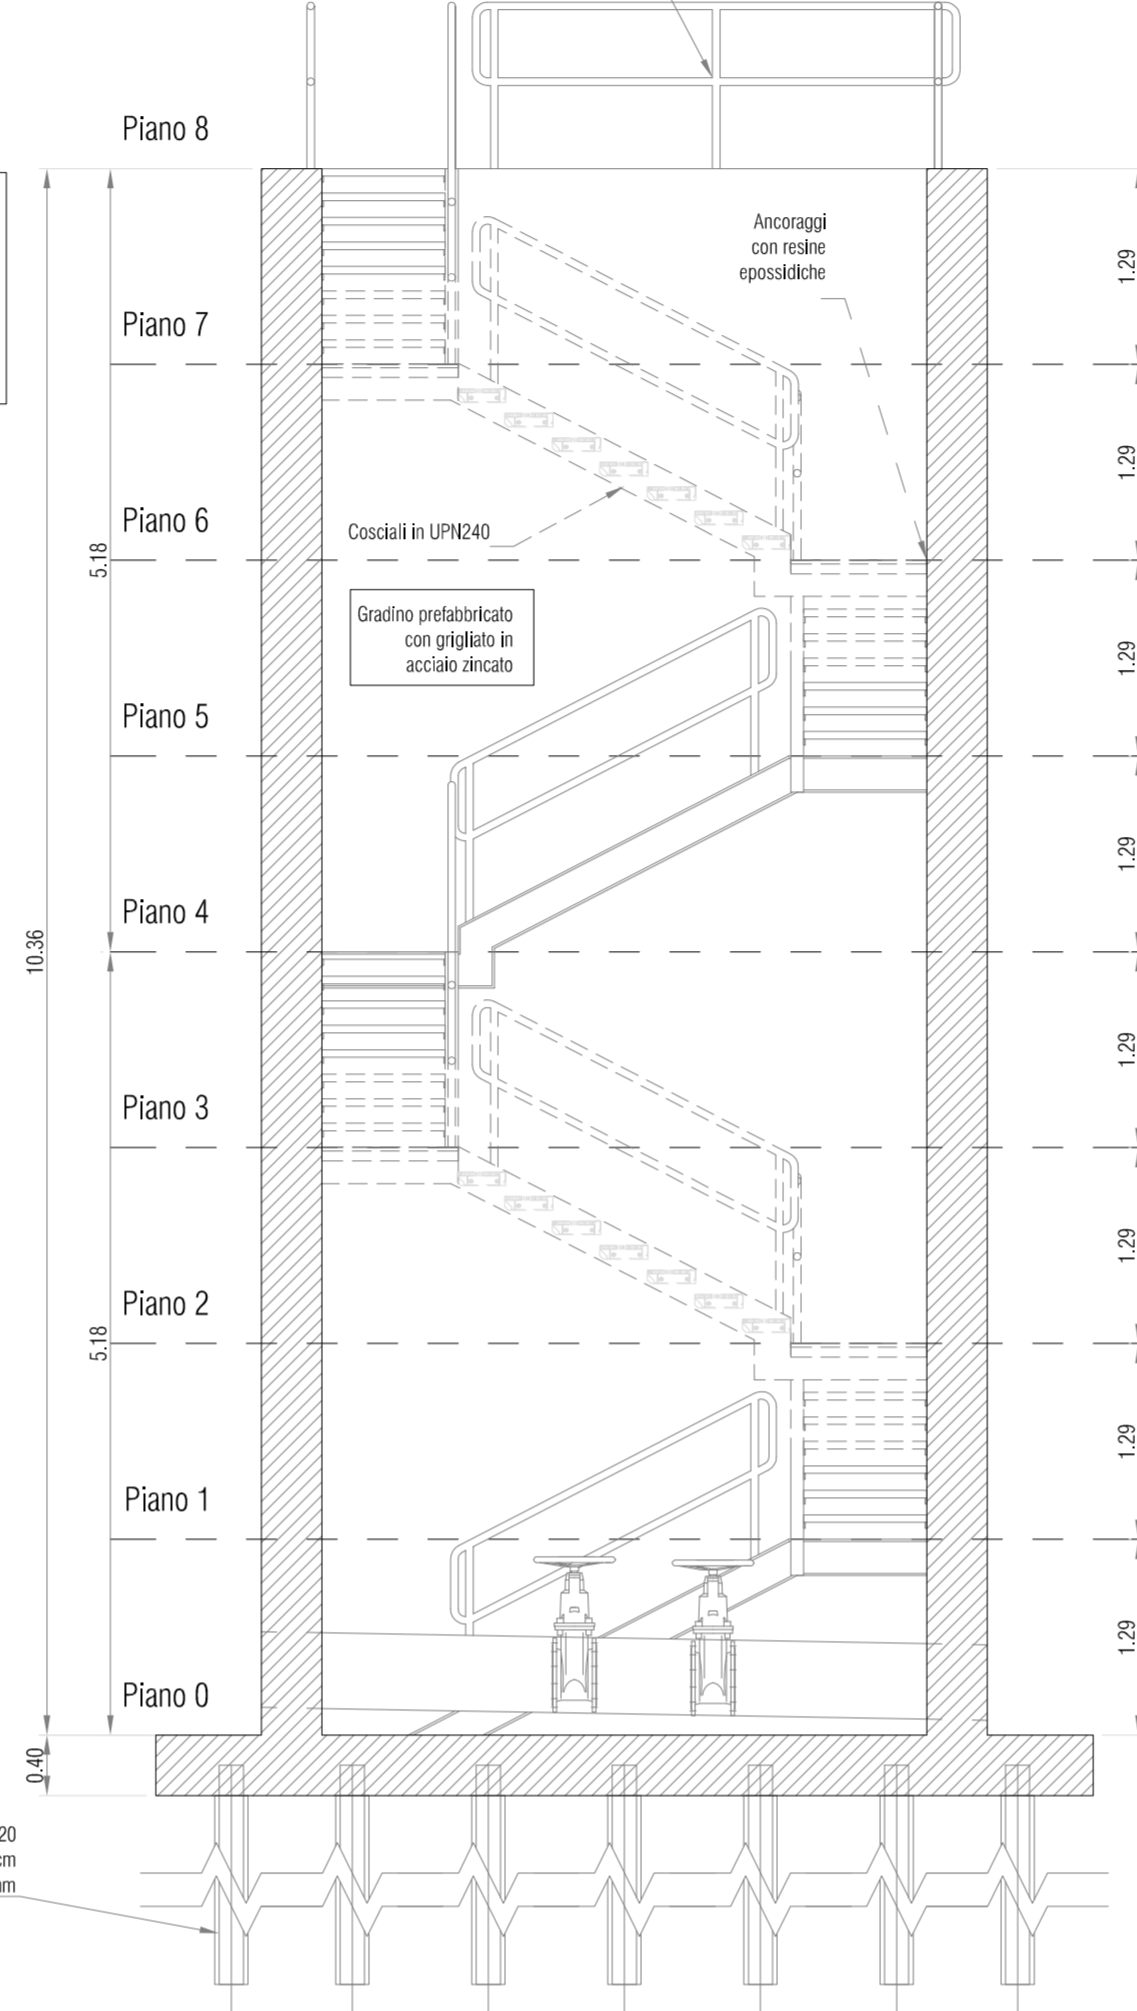 Piano 8
Ancoraggi
con resine
epossidiche
1.29
Piano 7
1.29
Piano 6
Cosciali in UPN240
5.18
Gradino prefabbricato
con grigliato in
acciaio zincato
1.29
Piano 5
1.29
Piano 4
10.36
1.29
Piano 3
1.29
Piano 2
5.18
1.29
Piano 1
1.29
Piano 0
0.40
20
cm